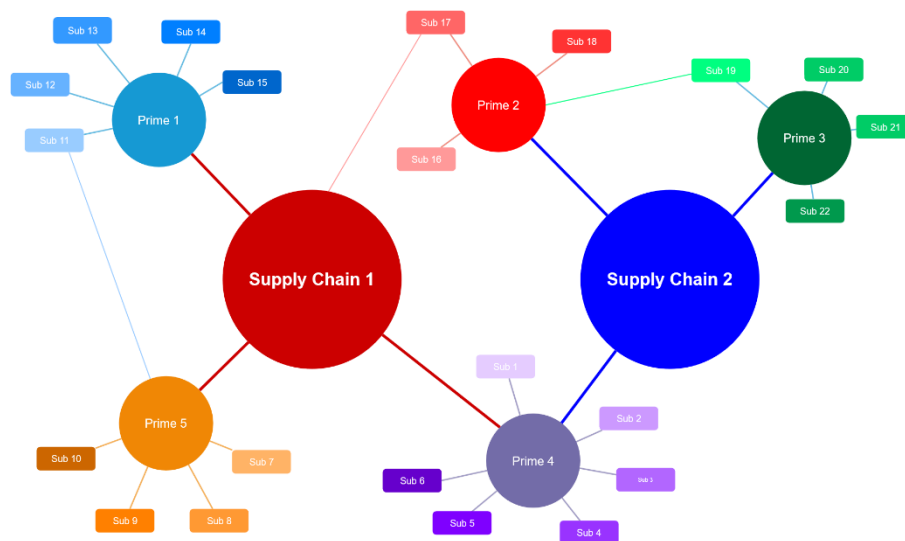 Sub 17
Sub 13
Sub 14
Sub 18
Sub 19
Sub 20
Sub 12
Sub 15
Prime 2
Prime 1
Sub 21
Prime 3
Sub 11
Sub 16
Sub 22
Supply Chain 1
Supply Chain 2
Sub 1
Sub 2
Prime 5
Sub 10
Sub 7
Prime 4
Sub 6
Sub 3
Sub 9
Sub 8
Sub 5
Sub 4